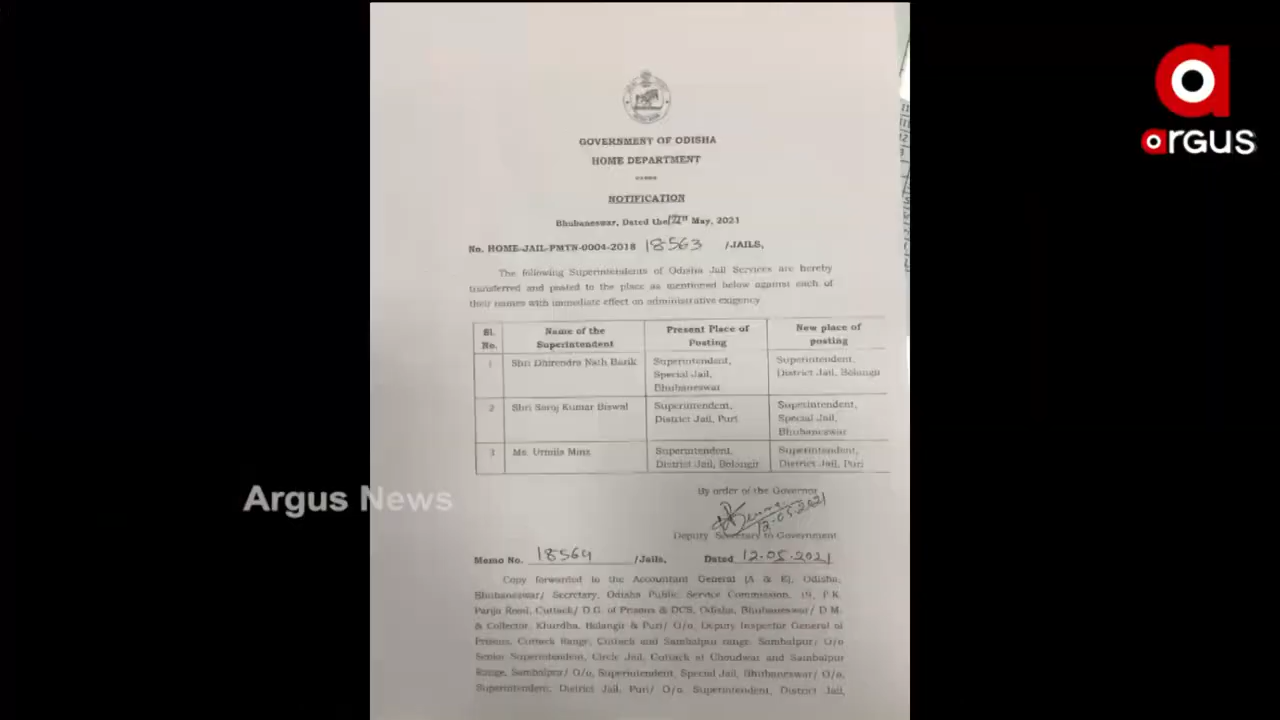 argus
GOVERNMENT OF ODISHA
HOME DEPARTMENT
*****
NOTIFICATION
Bhubaneswar, Dated the 12TH May, 2021
No. HOME-JAIL-PMTN-0004-2018 18563 /JAILS,
The following Superintendents of Odisha Jail Services are hereby
transferred and posted to the place as mentioned below against each of
their names with immediate effect on administrative exigency
Sl. No. Name of the Superintendent Present Place of Posting New place of posting
1 Shri Dhirendra Nath Barik Superintendent, Special Jail, Bhubaneswar Superintendent, District Jail, Bolangir
2 Shri Saroj Kumar Biswal Superintendent, District Jail, Puri Superintendent, Special Jail, Bhubaneswar
3 Ms. Urmila Minz Superintendent, District Jail, Bolangir Superintendent, District Jail, Puri
By order of the Governor
12-05-2021
Deputy Secretary to Government
Memo No. 18564 /Jails, Dated 12-05-2021
Copy forwarded to the Accountant General (A & E), Odisha,
Bhubaneswar/ Secretary, Odisha Public Service Commission, 19, P.K.
Parija Road, Cuttack/ D.G. of Prisons & DCS, Odisha, Bhubaneswar/ D.M.
& Collector, Khurdha, Bolangir & Puri/ O/o, Deputy Inspector General of
Prisons, Cuttack Range, Cuttack and Sambalpur range, Sambalpur/ O/o
Senior Superintendent, Circle Jail, Cuttack at Choudwar and Sambalpur
Range, Sambalpur/ O/o, Superintendent, Special Jail, Bhubaneswar/ O/o,
Superintendent, District Jail, Puri/ O/o, Superintendent, District Jail,
Argus News